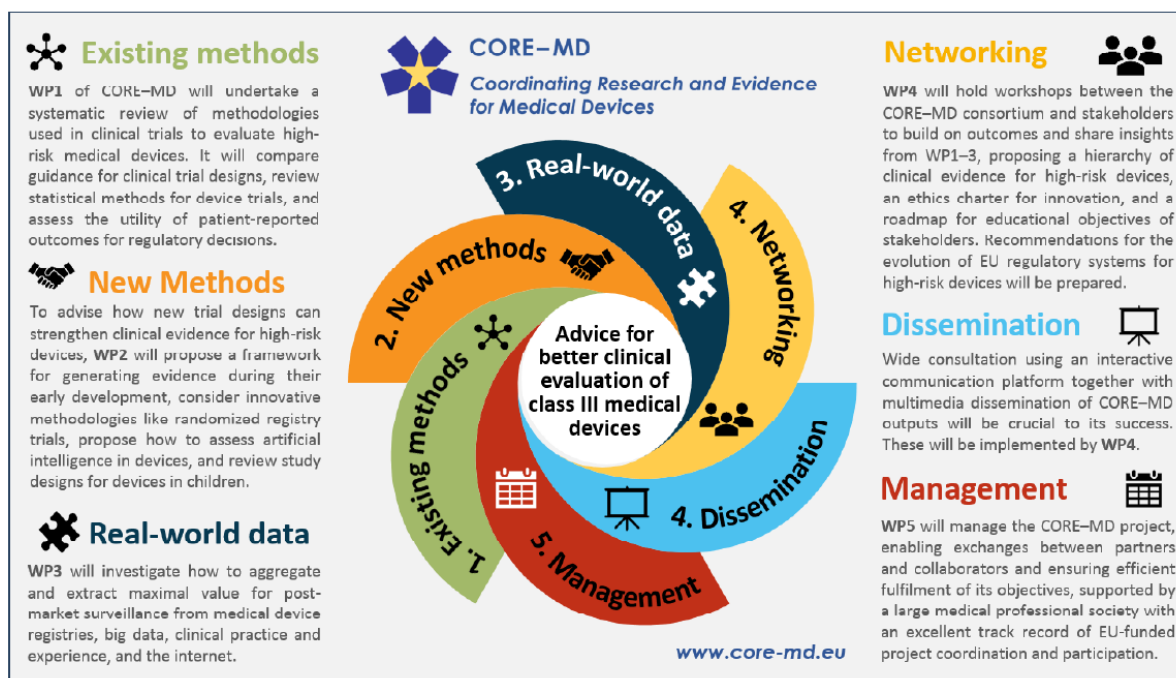 Existing methods
WP1 of CORE–MD will undertake a
systematic review of methodologies
used in clinical trials to evaluate high-
risk medical devices. It will compare
guidance for clinical trial designs, review
statistical methods for device trials, and
assess the utility of patient-reported
outcomes for regulatory decisions.
New Methods
To advise how new trial designs can
strengthen clinical evidence for high-risk
devices, WP2 will propose a framework
for generating evidence during their
early development, consider innovative
methodologies like randomized registry
trials, propose how to assess artificial
intelligence in devices, and review study
designs for devices in children.
Real-world data
WP3 will investigate how to aggregate
and extract maximal value for post-
market surveillance from medical device
registries, big data, clinical practice and
experience, and the internet.
CORE–MD
Coordinating Research and Evidence
for Medical Devices
1. Existing methods
2. New methods
3. Real-world data
4. Networking
4. Dissemination
5. Management
Advice for
better clinical
evaluation of
class III medical
devices
www.core-md.eu
Networking
WP4 will hold workshops between the
CORE–MD consortium and stakeholders
to build on outcomes and share insights
from WP1–3, proposing a hierarchy of
clinical evidence for high-risk devices,
an ethics charter for innovation, and a
roadmap for educational objectives of
stakeholders. Recommendations for the
evolution of EU regulatory systems for
high-risk devices will be prepared.
Dissemination
Wide consultation using an interactive
communication platform together with
multimedia dissemination of CORE–MD
outputs will be crucial to its success.
These will be implemented by WP4.
Management
WP5 will manage the CORE–MD project,
enabling exchanges between partners
and collaborators and ensuring efficient
fulfilment of its objectives, supported by
a large medical professional society with
an excellent track record of EU-funded
project coordination and participation.